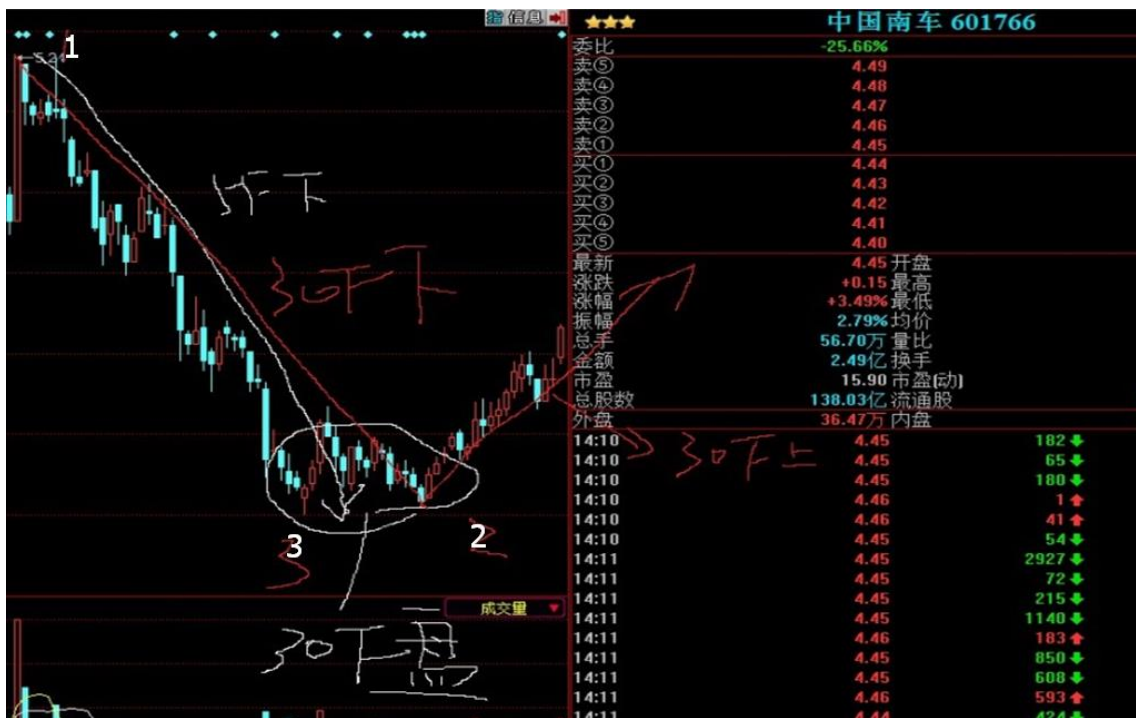 指 信息
5.2
1
5F下
30F下
3
2
30F上
30F盘
成交量
中国南车 601766
委比 -25.66%
卖⑤ 4.49
卖④ 4.48
卖③ 4.47
卖② 4.46
卖① 4.45
买① 4.44
买② 4.43
买③ 4.42
买④ 4.41
买⑤ 4.40
最新 4.45 开盘
涨跌 +0.15 最高
涨幅 +3.49% 最低
振幅 2.79% 均价
总手 56.70万 量比
金额 2.49亿 换手
市盈 15.90 市盈(动)
总股数 138.03亿 流通股
外盘 36.47万 内盘
14:10 4.45 182
14:10 4.45 65
14:10 4.45 180
14:10 4.46 1
14:10 4.46 41
14:10 4.45 54
14:11 4.45 2927
14:11 4.45 72
14:11 4.45 215
14:11 4.45 1140
14:11 4.46 183
14:11 4.45 850
14:11 4.45 608
14:11 4.46 593
14:11 4.44 424